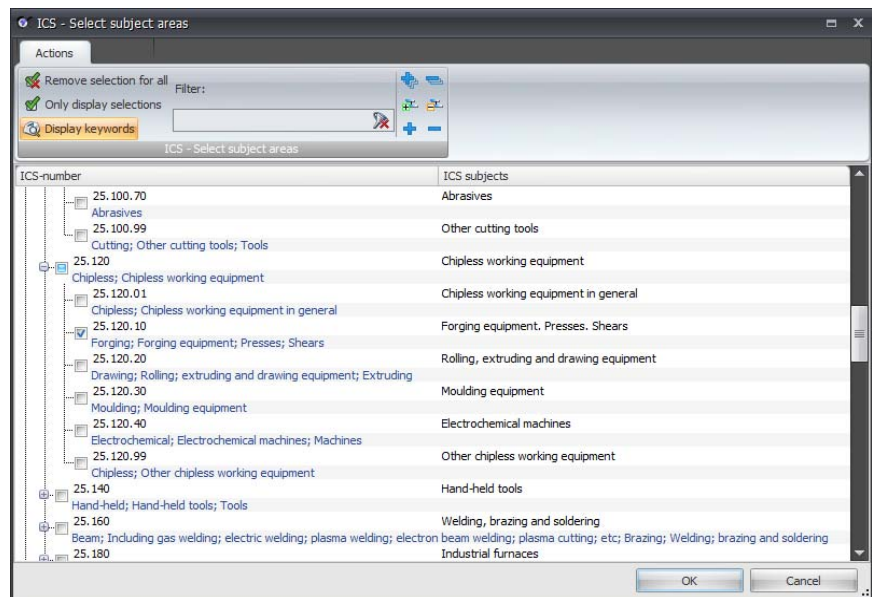 ICS - Select subject areas
Actions
Remove selection for all
Filter:
Only display selections
Display keywords
ICS - Select subject areas
ICS-number ICS subjects
25.100.70 Abrasives
Abrasives
25.100.99 Other cutting tools
Cutting; Other cutting tools; Tools
25.120 Chipless working equipment
Chipless; Chipless working equipment
25.120.01 Chipless working equipment in general
Chipless; Chipless working equipment in general
25.120.10 Forging equipment. Presses. Shears
Forging; Forging equipment; Presses; Shears
25.120.20 Rolling, extruding and drawing equipment
Drawing; Rolling; extruding and drawing equipment; Extruding
25.120.30 Moulding equipment
Moulding; Moulding equipment
25.120.40 Electrochemical machines
Electrochemical; Electrochemical machines; Machines
25.120.99 Other chipless working equipment
Chipless; Other chipless working equipment
25.140 Hand-held tools
Hand-held; Hand-held tools; Tools
25.160 Welding, brazing and soldering
Beam; Including gas welding; electric welding; plasma welding; electron beam welding; plasma cutting; etc; Brazing; Welding; brazing and soldering
25.180 Industrial furnaces
OK Cancel